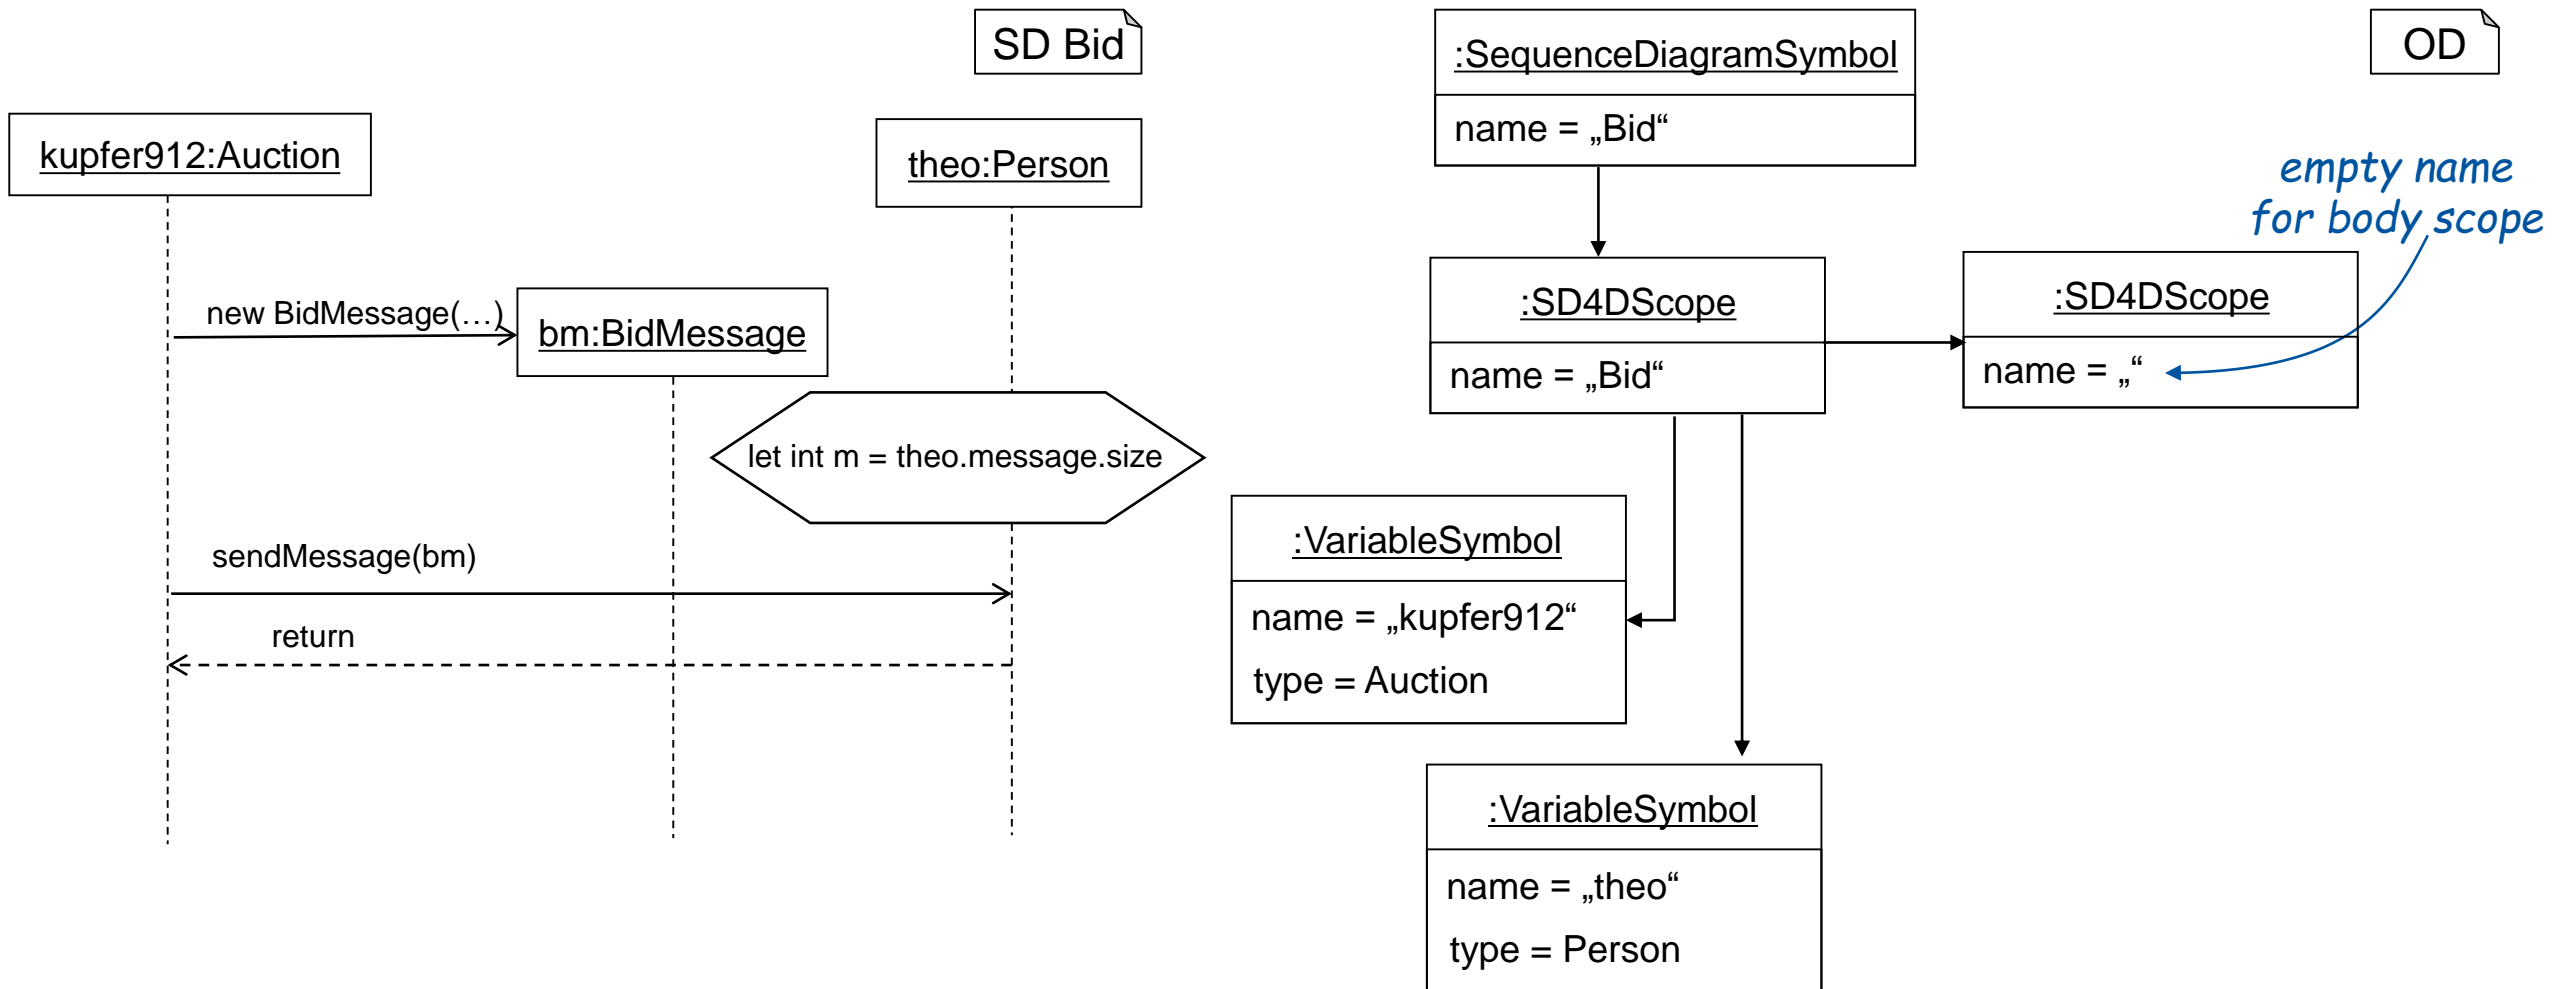 SD Bid
kupfer912:Auction
theo:Person
new BidMessage(…)
bm:BidMessage
let int m = theo.message.size
sendMessage(bm)
return
OD
:SequenceDiagramSymbol
name = „Bid“
empty name
for body scope
:SD4DScope
name = „Bid“
:SD4DScope
name = „“
:VariableSymbol
name = „kupfer912“
type = Auction
:VariableSymbol
name = „theo“
type = Person